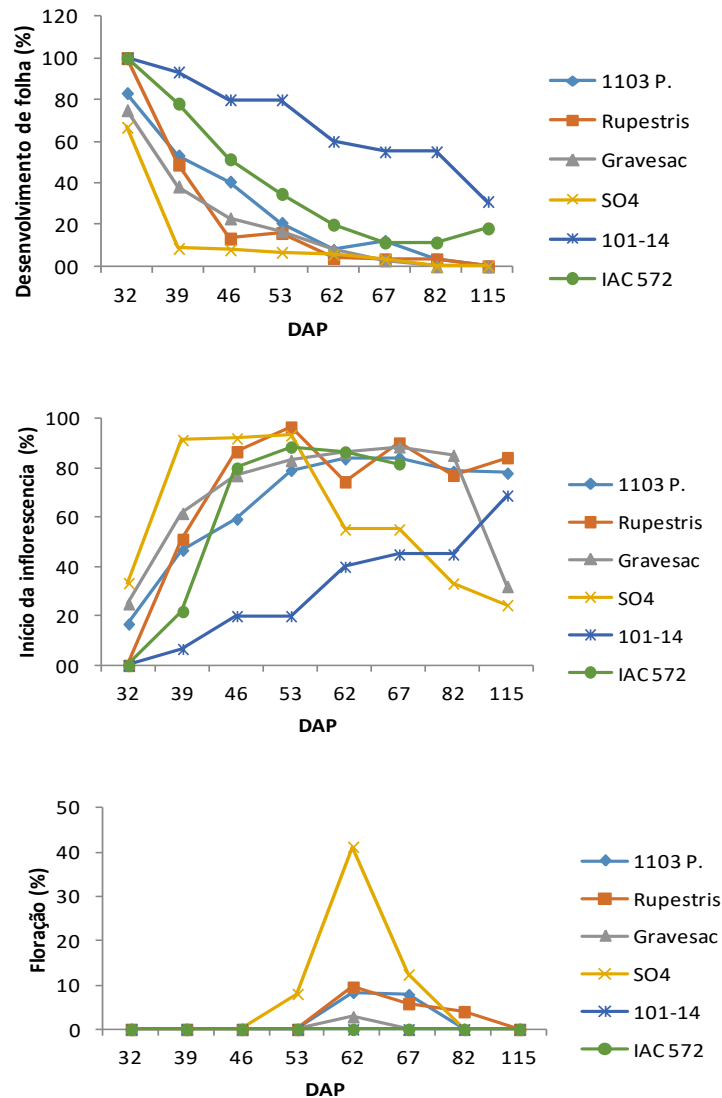 Desenvolvimento de folha (%)
120
100
80
60
40
20
00
32 39 46 53 62 67 82 115
DAP
1103 P.
Rupestris
Gravesac
SO4
101-14
IAC 572
Início da inflorescencia (%)
100
80
60
40
20
00
32 39 46 53 62 67 82 115
DAP
1103 P.
Rupestris
Gravesac
SO4
101-14
IAC 572
Floração (%)
50
40
30
20
10
0
32 39 46 53 62 67 82 115
DAP
1103 P.
Rupestris
Gravesac
SO4
101-14
IAC 572